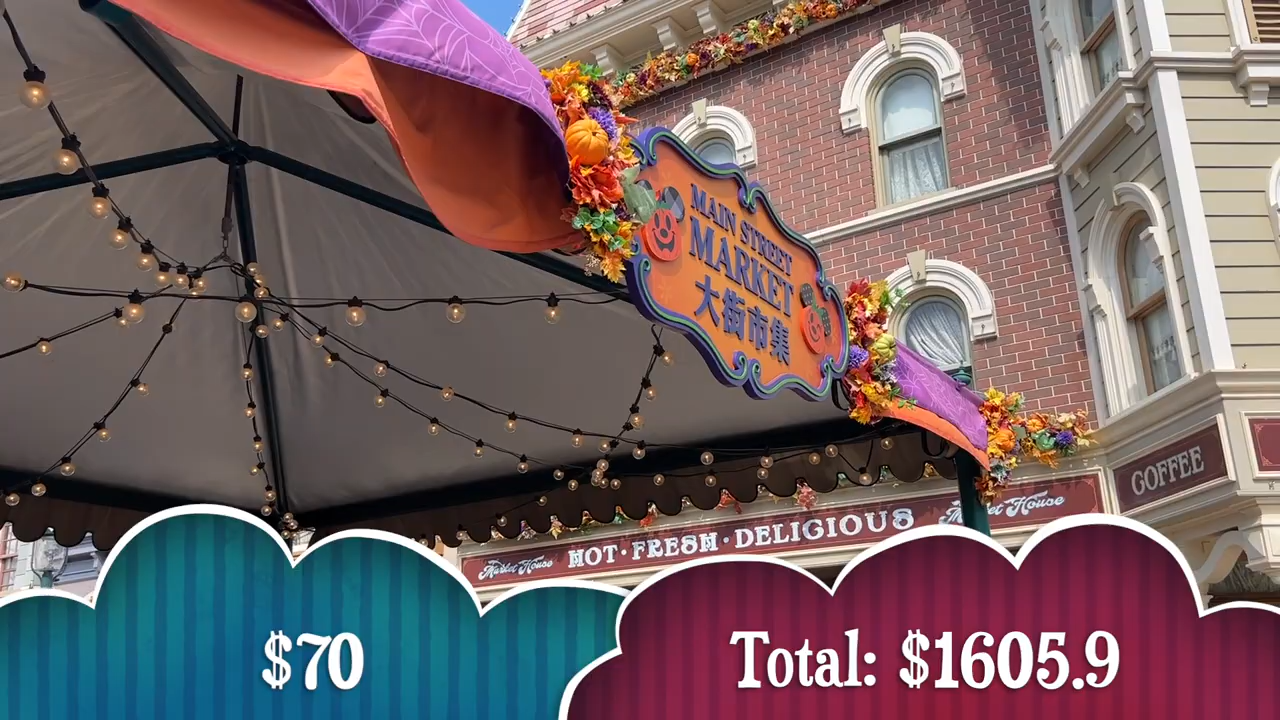 MAIN STREET
MARKET
大街市集
COFFEE
Market House
HOT·FRESH·DELICIOUS
Market House
$70
Total: $1605.9